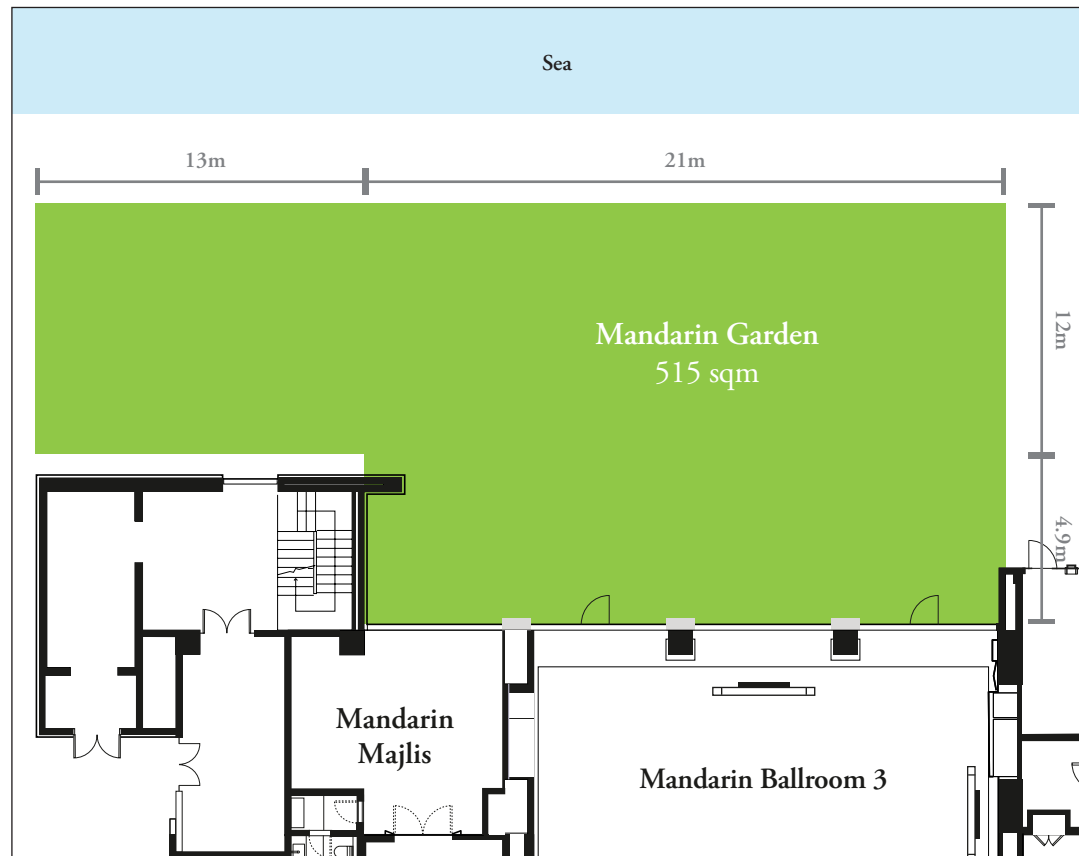 Sea
13m
21m
Mandarin Garden
515 sqm
12m
4.9m
Mandarin
Majlis
Mandarin Ballroom 3